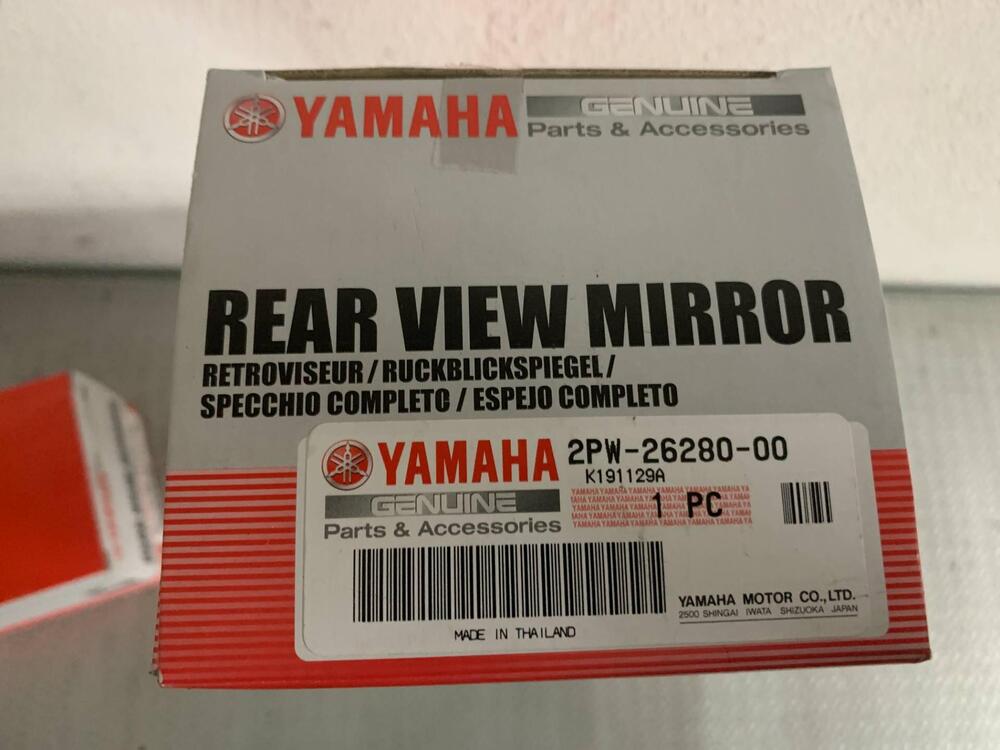 YAMAHA GENUINE
Parts & Accessories
REAR VIEW MIRROR
RETROVISEUR / RUCKBLICKSPIEGEL /
SPECCHIO COMPLETO / ESPEJO COMPLETO
YAMAHA 2PW-26280-00
K191129A
GENUINE
Parts & Accessories
1 PC
YAMAHA MOTOR CO., LTD.
2500 SHINGAI IWATA SHIZUOKA JAPAN
MADE IN THAILAND